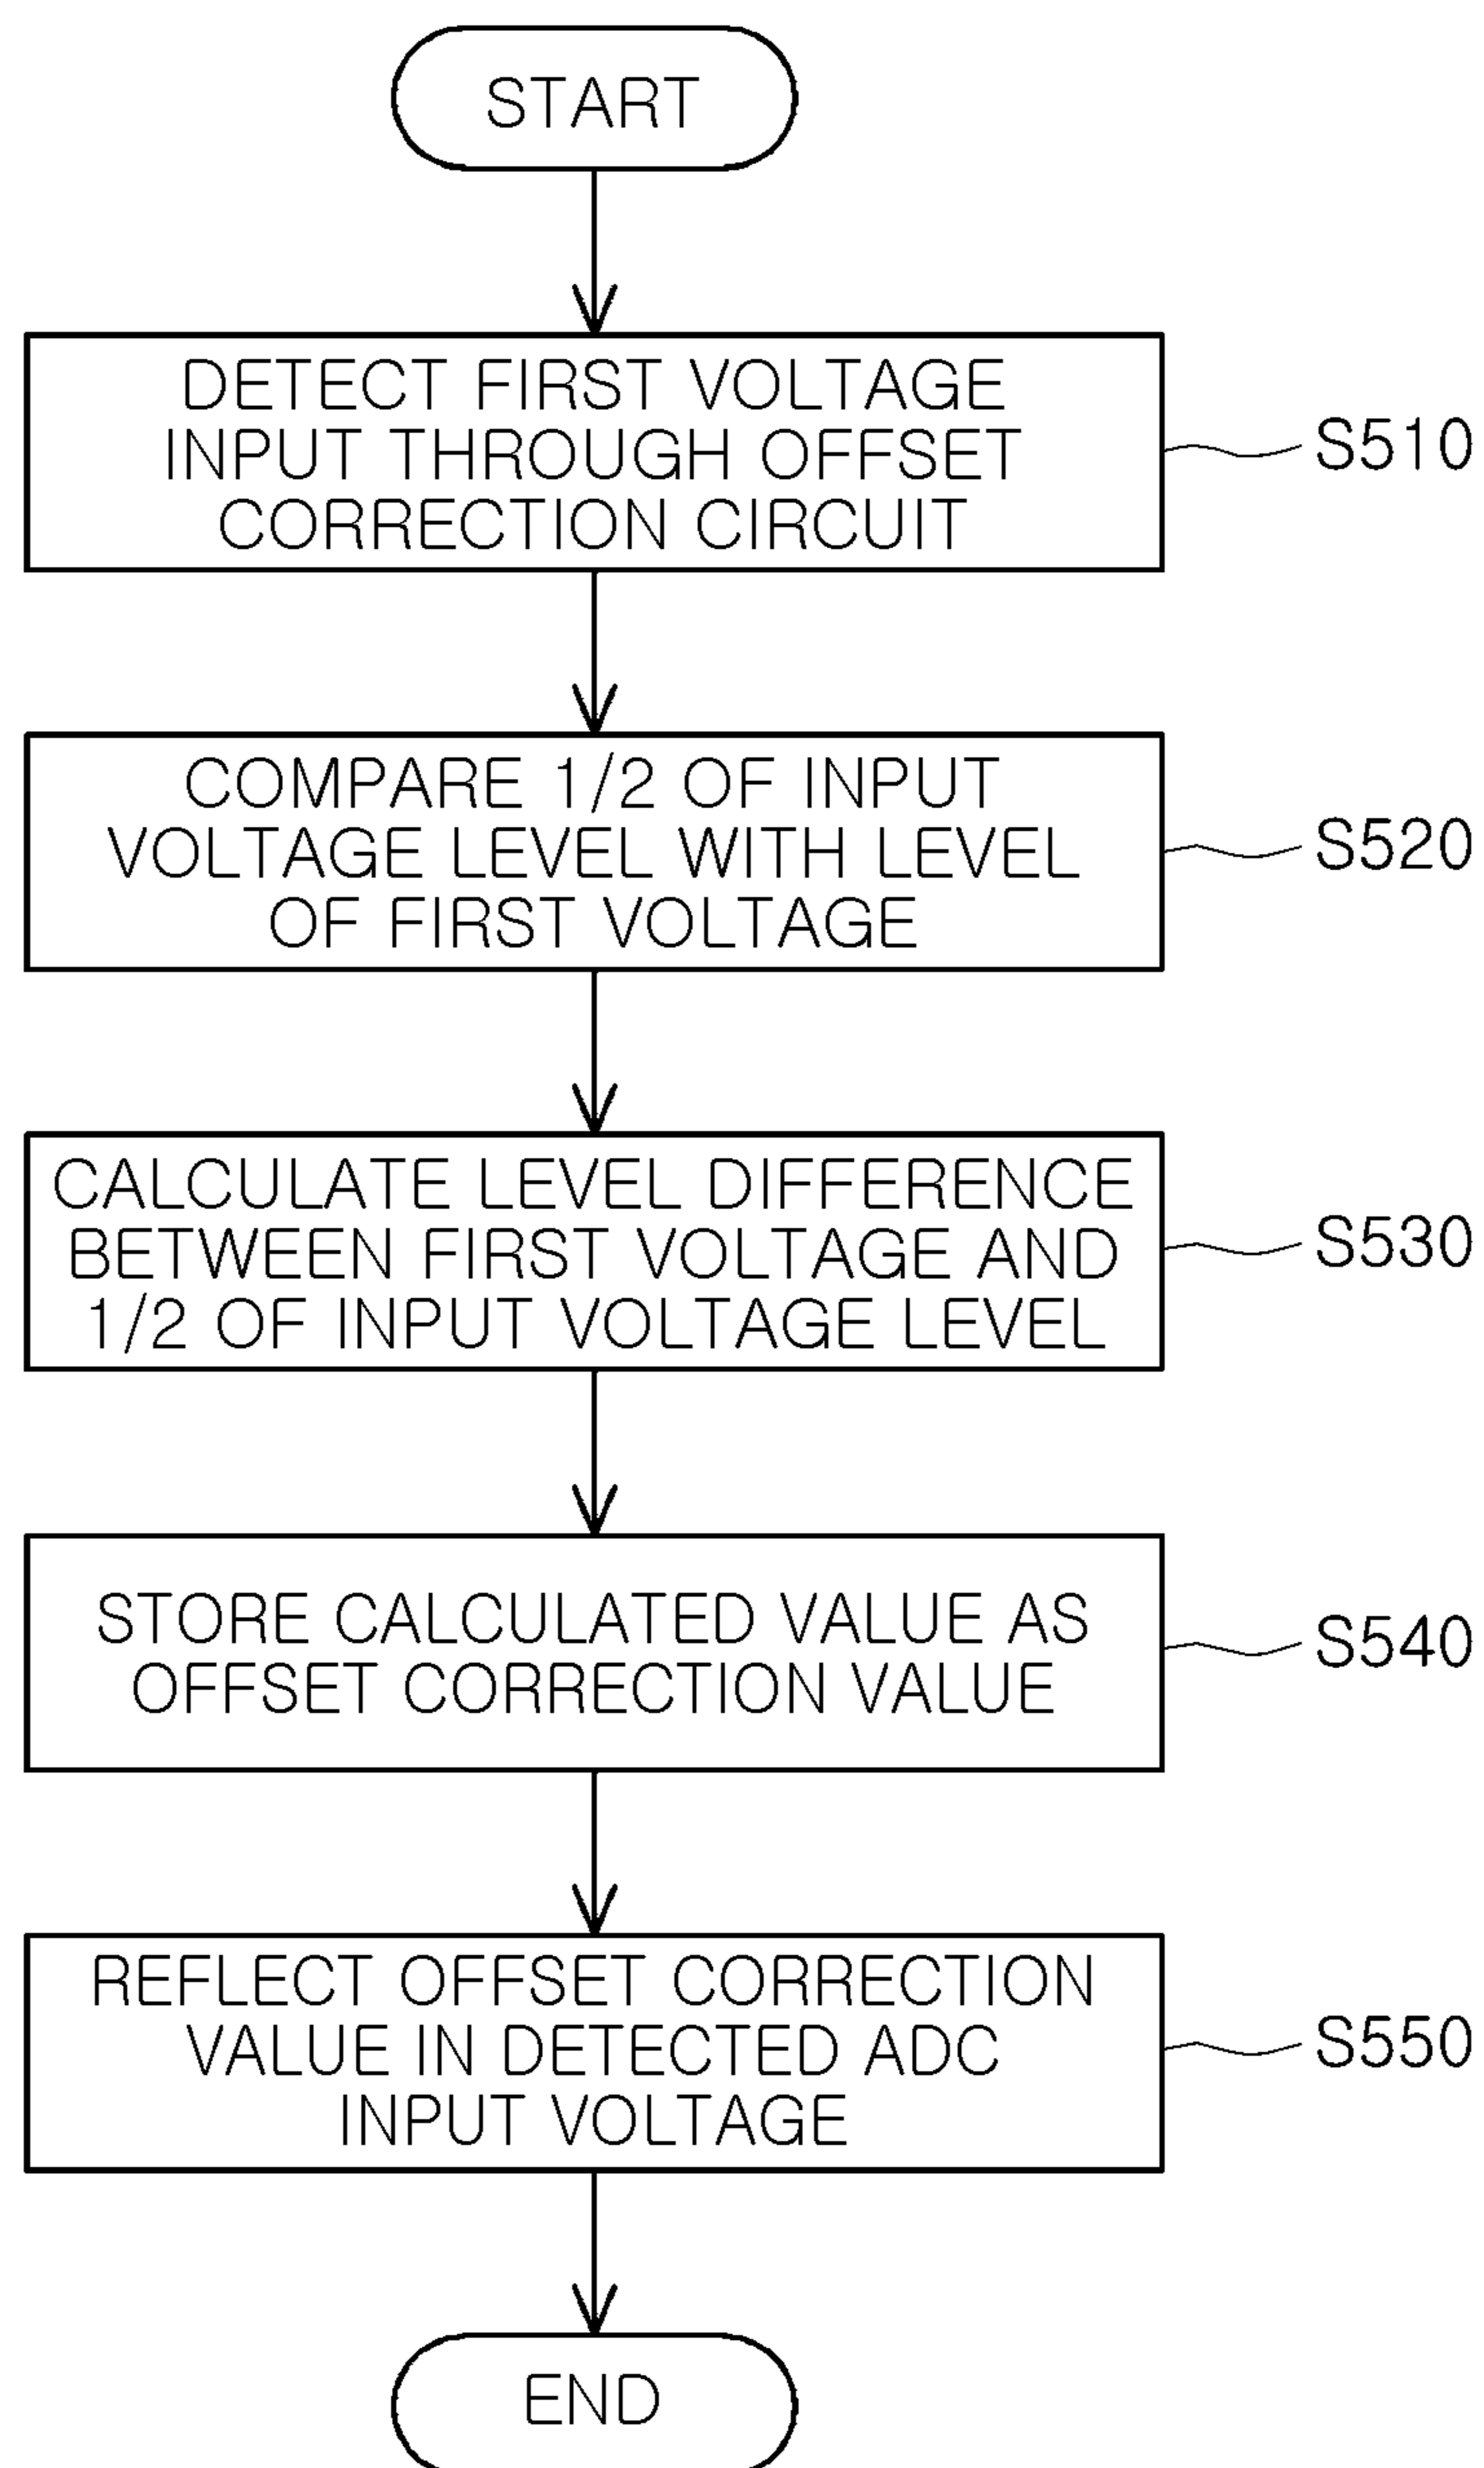 START
DETECT FIRST VOLTAGE
INPUT THROUGH OFFSET
CORRECTION CIRCUIT
S510
COMPARE 1/2 OF INPUT
VOLTAGE LEVEL WITH LEVEL
OF FIRST VOLTAGE
S520
CALCULATE LEVEL DIFFERENCE
BETWEEN FIRST VOLTAGE AND
1/2 OF INPUT VOLTAGE LEVEL
S530
STORE CALCULATED VALUE AS
OFFSET CORRECTION VALUE
S540
REFLECT OFFSET CORRECTION
VALUE IN DETECTED ADC
INPUT VOLTAGE
S550
END